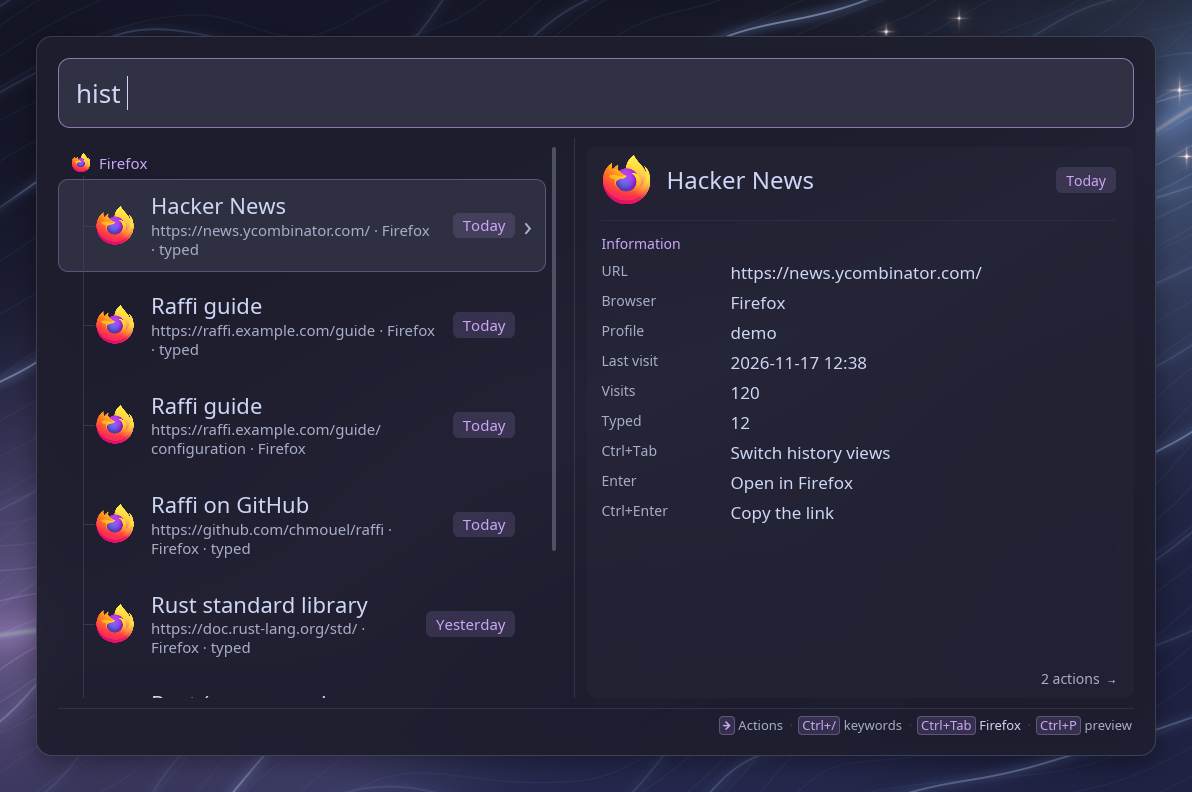 hist
Firefox
Hacker News
https://news.ycombinator.com/ · Firefox
· typed
Today
Raffi guide
https://raffi.example.com/guide · Firefox
· typed
Today
Raffi guide
https://raffi.example.com/guide/
configuration · Firefox
Today
Raffi on GitHub
https://github.com/chmouel/raffi ·
Firefox · typed
Today
Rust standard library
https://doc.rust-lang.org/std/ ·
Firefox · typed
Yesterday
Hacker News
Today
Information
URL https://news.ycombinator.com/
Browser Firefox
Profile demo
Last visit 2026-11-17 12:38
Visits 120
Typed 12
Ctrl+Tab Switch history views
Enter Open in Firefox
Ctrl+Enter Copy the link
2 actions →
→ Actions · Ctrl+/ keywords · Ctrl+Tab Firefox · Ctrl+P preview